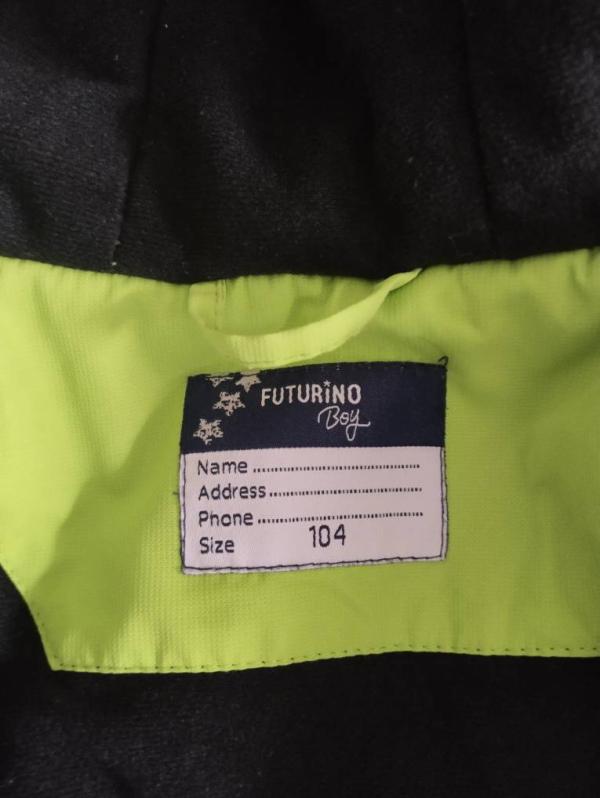 FUTURiNO
Boy
Name
Address
Phone
Size 104